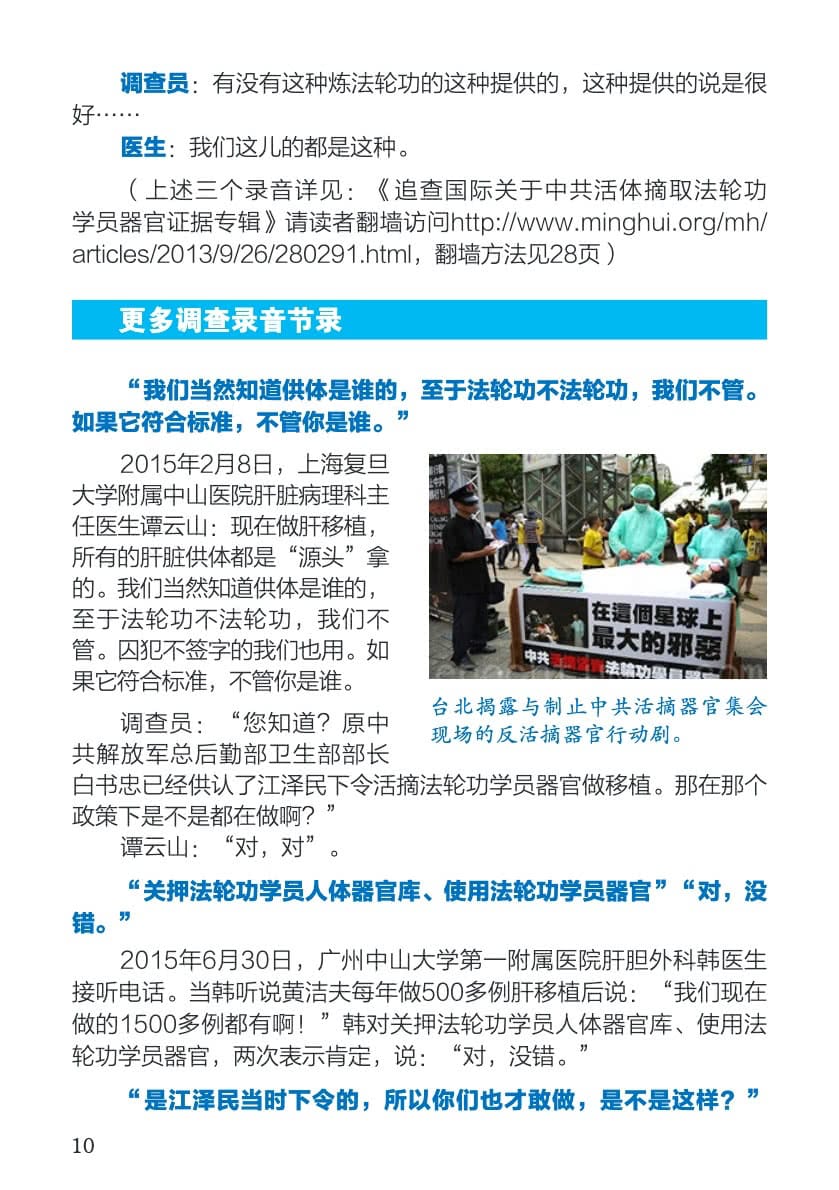 调查员：有没有这种炼法轮功的这种提供的，这种提供的说是很
好……
医生：我们这儿的都是这种。
（上述三个录音详见：《追查国际关于中共活体摘取法轮功
学员器官证据专辑》请读者翻墙访问http://www.minghui.org/mh/
articles/2013/9/26/280291.html，翻墙方法见28页）
更多调查录音节录
“我们当然知道供体是谁的，至于法轮功不法轮功，我们不管。
如果它符合标准，不管你是谁。”
2015年2月8日，上海复旦
大学附属中山医院肝脏病理科主
任医生谭云山：现在做肝移植，
所有的肝脏供体都是“源头”拿
的。我们当然知道供体是谁的，
至于法轮功不法轮功，我们不
管。囚犯不签字的我们也用。如
果它符合标准，不管你是谁。
在這個星球上
最大的邪惡
中共活摘盜賣法輪功學員器官
台北揭露与制止中共活摘器官集会
现场的反活摘器官行动剧。
调查员：“您知道？原中
共解放军总后勤部卫生部部长
白书忠已经供认了江泽民下令活摘法轮功学员器官做移植。那在那个
政策下是不是都在做啊？”
谭云山：“对，对”。
“关押法轮功学员人体器官库、使用法轮功学员器官”“对，没
错。”
2015年6月30日，广州中山大学第一附属医院肝胆外科韩医生
接听电话。当韩听说黄洁夫每年做500多例肝移植后说：“我们现在
做的1500多例都有啊！”韩对关押法轮功学员人体器官库、使用法
轮功学员器官，两次表示肯定，说：“对，没错。”
“是江泽民当时下令的，所以你们也才敢做，是不是这样？”
10